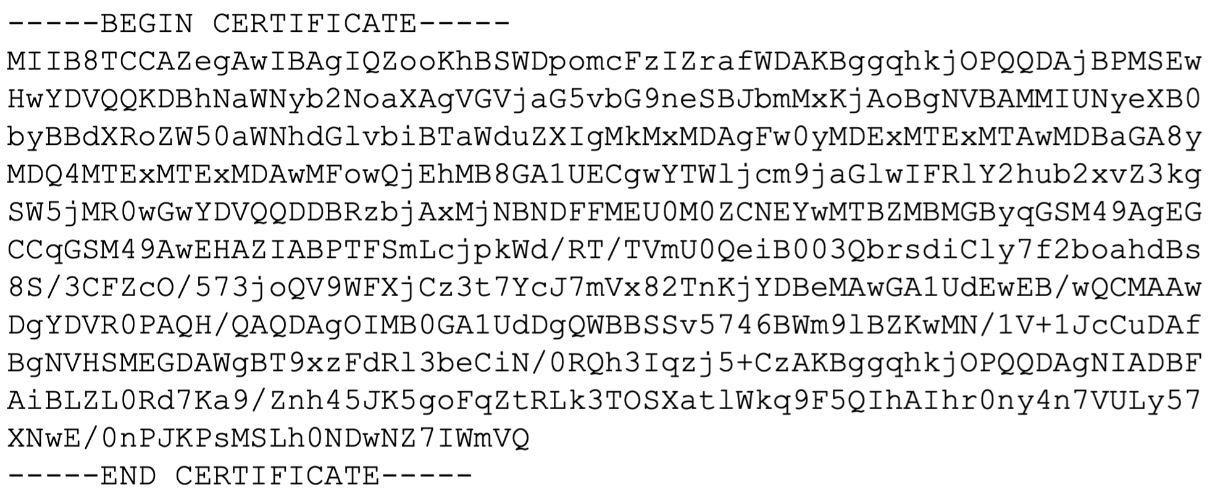 -----BEGIN CERTIFICATE-----
MIIB8TCCAZegAwIBAgIQZooKhBSWDpomcFzIZrafWDAKBggqhkjOPQQDAjBPMSEw
HwYDVQQKDBhNaWNyb2NoaXAgVGVjaG5vbG9neSBJbmMxKjAoBgNVBAMMIUNyeXB0
byBBdXRoZW50aWNhdGlvbiBTaWduZXIgMkMxMDAgFw0yMDExMTExMTAwMDBaGA8y
MDQ4MTExMTExMDAwMFowQjEhMB8GA1UECgwYTWljcm9jaGlwIFRlY2hub2xvZ3kg
SW5jMR0wGwYDVQQDDBRzbjAxMjNBNDFFMEU0M0ZCNEYwMTBZMBMGByqGSM49AgEG
CCqGSM49AwEHAZIABPTFSmLcjpkWd/RT/TVmU0QeiB003QbrsdiCly7f2boahdBs
8S/3CFZcO/573joQV9WFXjCz3t7YcJ7mVx82TnKjYDBeMAwGA1UdEwEB/wQCMAAw
DgYDVR0PAQH/QAQDAgOIMB0GA1UdDgQWBBSSv5746BWm9lBZKwMN/1V+1JcCuDAf
BgNVHSMEGDAWgBT9xzFdRl3beCiN/0RQh3Iqzj5+CzAKBggqhkjOPQQDAgNIADBF
AiBLZL0Rd7Ka9/Znh45JK5goFqZtRLk3TOSXatlWkq9F5QIhAIhr0ny4n7VULy57
XNwE/0nPJKPsMSLh0NDwNZ7IWmVQ
-----END CERTIFICATE-----